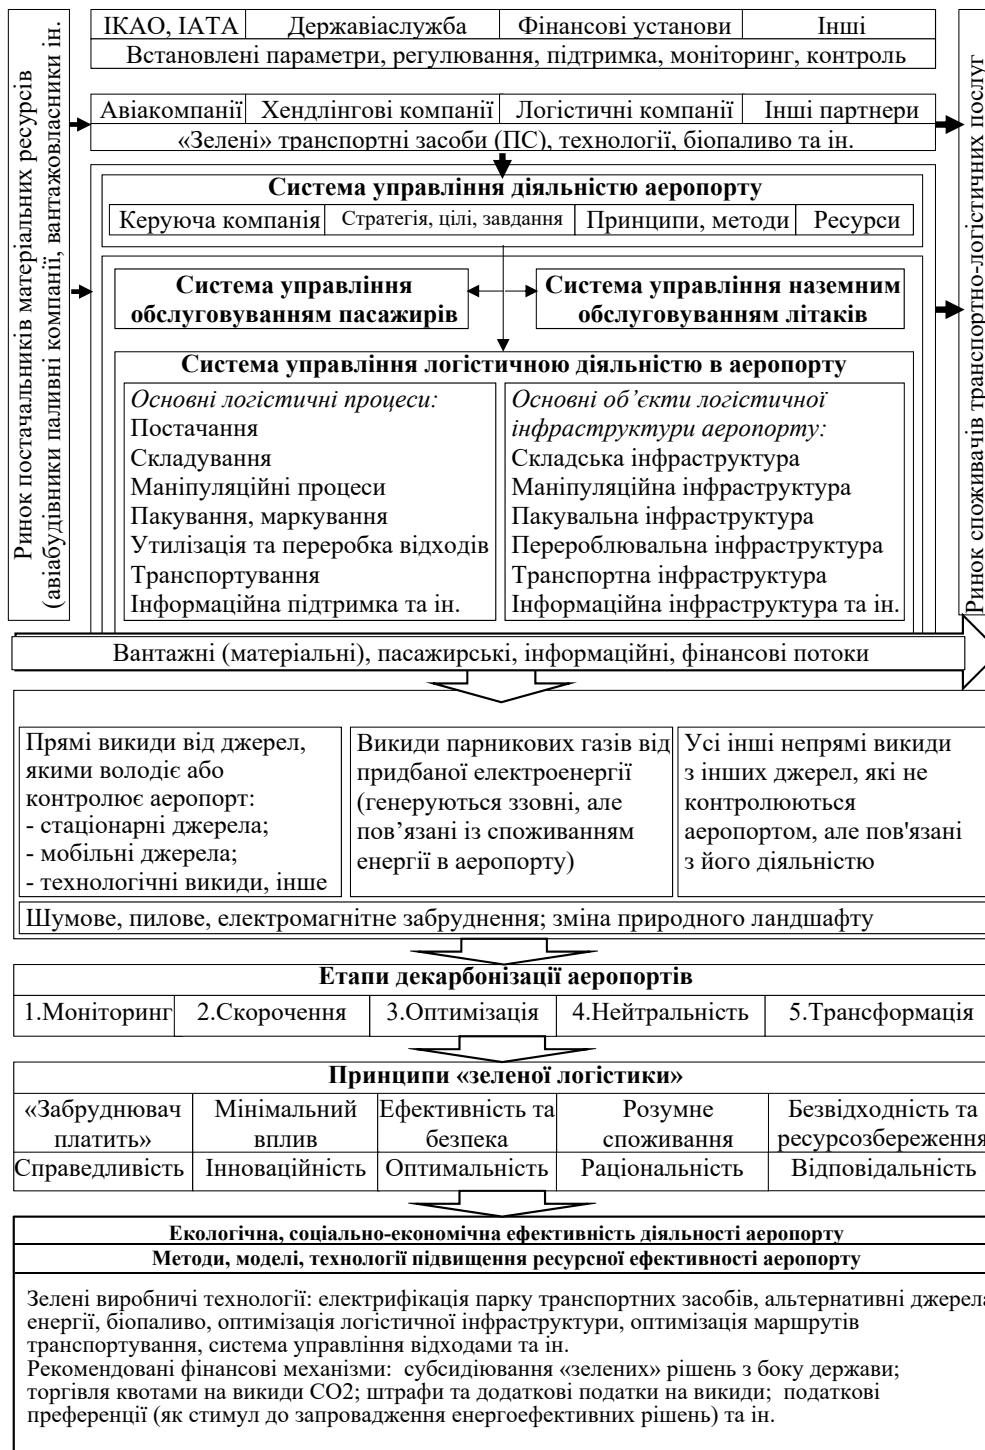 Ринок постачальників матеріальних ресурсів
(авіабудівники паливні компанії, вантажовласники ін.
ІКАО, ІАТА Державіаслужба Фінансові установи Інші
Встановлені параметри, регулювання, підтримка, моніторинг, контроль
Авіакомпанії Хендлінгові компанії Логістичні компанії Інші партнери
«Зелені» транспортні засоби (ПС), технології, біопаливо та ін.
Система управління діяльністю аеропорту
Керуюча компанія Стратегія, цілі, завдання Принципи, методи Ресурси
Система управління
обслуговуванням пасажирів
Система управління наземним
обслуговуванням літаків
Система управління логістичною діяльністю в аеропорту
Основні логістичні процеси:
Постачання
Складування
Маніпуляційні процеси
Пакування, маркування
Утилізація та переробка відходів
Транспортування
Інформаційна підтримка та ін.
Основні об’єкти логістичної
інфраструктури аеропорту:
Складська інфраструктура
Маніпуляційна інфраструктура
Пакувальна інфраструктура
Перероблювальна інфраструктура
Транспортна інфраструктура
Інформаційна інфраструктура та ін.
Ринок споживачів транспортно-логістичних послуг
Вантажні (матеріальні), пасажирські, інформаційні, фінансові потоки
Прямі викиди від джерел,
якими володіє або
контролює аеропорт:
- стаціонарні джерела;
- мобільні джерела;
- технологічні викиди, інше
Викиди парникових газів від
придбаної електроенергії
(генеруються ззовні, але
пов’язані із споживанням
енергії в аеропорту)
Усі інші непрямі викиди
з інших джерел, які не
контролюються
аеропортом, але пов'язані
з його діяльністю
Шумове, пилове, електромагнітне забруднення; зміна природного ландшафту
Етапи декарбонізації аеропортів
1.Моніторинг 2.Скорочення 3.Оптимізація 4.Нейтральність 5.Трансформація
Принципи «зеленої логістики»
«Забруднювач
платить»
Мінімальний
вплив
Ефективність та
безпека
Розумне
споживання
Безвідходність та
ресурсозбереження
Справедливість Інноваційність Оптимальність Раціональність Відповідальність
Екологічна, соціально-економічна ефективність діяльності аеропорту
Методи, моделі, технології підвищення ресурсної ефективності аеропорту
Зелені виробничі технології: електрифікація парку транспортних засобів, альтернативні джерела
енергії, біопаливо, оптимізація логістичної інфраструктури, оптимізація маршрутів
транспортування, система управління відходами та ін.
Рекомендовані фінансові механізми: субсидіювання «зелених» рішень з боку держави;
торгівля квотами на викиди СО2; штрафи та додаткові податки на викиди; податкові
преференції (як стимул до запровадження енергоефективних рішень) та ін.